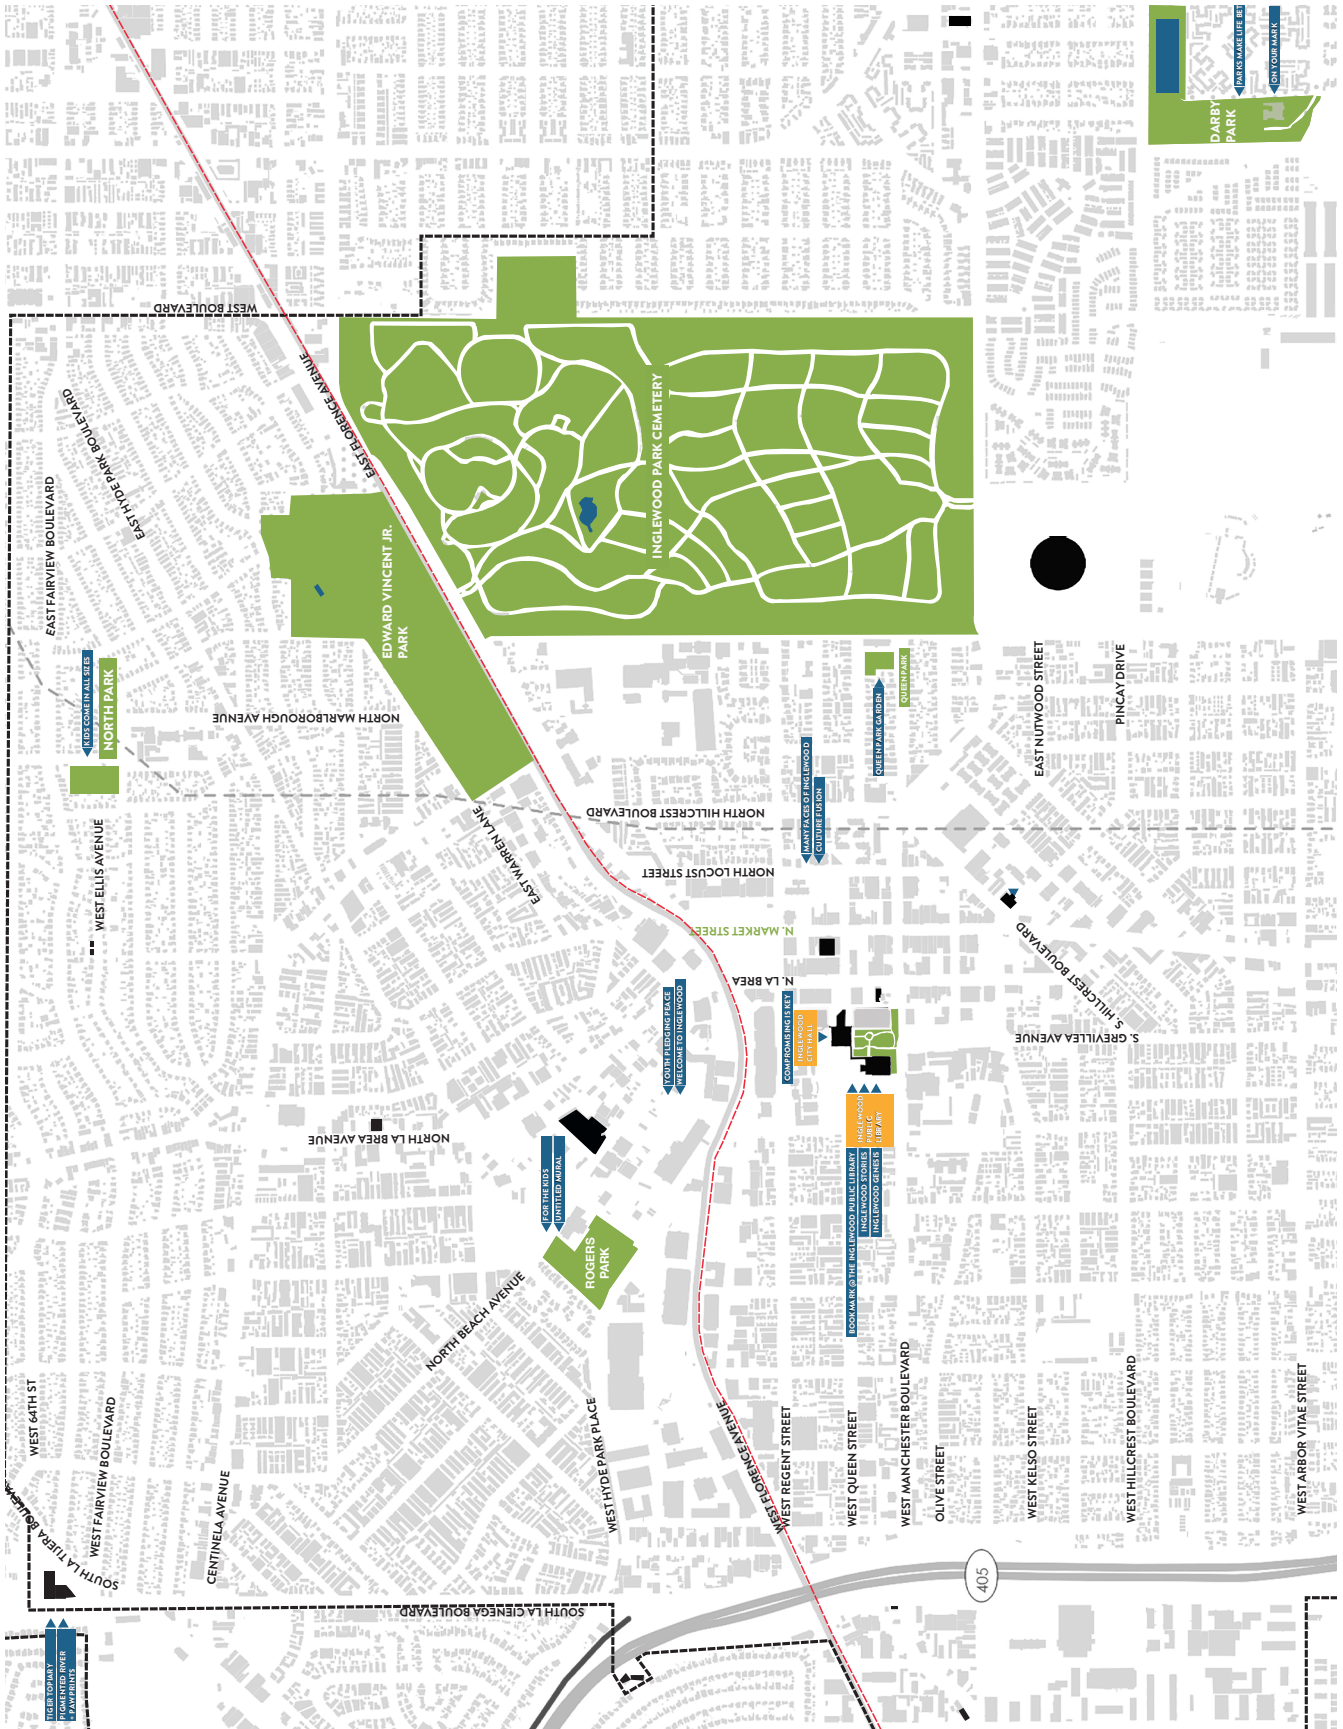 PARKS MAKE LIFE BET
ON YOUR MARK
DARBY
PARK
WEST BOULEVARD
EAST FLORENCE AVENUE
EAST HYDE PARK BOULEVARD
EAST FAIRVIEW BOULEVARD
INGLEWOOD PARK CEMETERY
EDWARD VINCENT JR.
PARK
KIDS COME IN ALL SIZES
NORTH PARK
NORTH MARLBOROUGH AVENUE
QUEEN PARK
QUEEN PARK GARDEN
EAST NUTWOOD STREET
PINCAY DRIVE
MANY FACES OF INGLEWOOD
CULTURE FUSION
NORTH HILLCREST BOULEVARD
EAST WARREN LANE
NORTH LOCUST STREET
WEST ELLIS AVENUE
N. MARKET STREET
N. LA BREA
S. HILLCREST BOULEVARD
S. GREVILLEA AVENUE
YOUTH PLEDGING PEACE
WELCOME TO INGLEWOOD
COMPROMISING IS KEY
INGLEWOOD
CITY HALL
NORTH LA BREA AVENUE
FOR THE KIDS
UNTITLED MURAL
INGLEWOOD
PUBLIC
LIBRARY
BOOKMARK @ THE INGLEWOOD PUBLIC LIBRARY
INGLEWOOD STORIES
INGLEWOOD GENESIS
ROGERS
PARK
NORTH BEACH AVENUE
WEST 64TH ST
WEST FAIRVIEW BOULEVARD
CENTINELA AVENUE
WEST HYDE PARK PLACE
WEST FLORENCE AVENUE
WEST REGENT STREET
WEST QUEEN STREET
WEST MANCHESTER BOULEVARD
OLIVE STREET
WEST KELSO STREET
WEST HILLCREST BOULEVARD
WEST ARBOR VITAE STREET
SOUTH LA TIJERA BOULEVA
405
SOUTH LA CIENEGA BOULEVARD
TIGER TOPIARY
PIGMENTED RIVER
+ PAW PRINTS